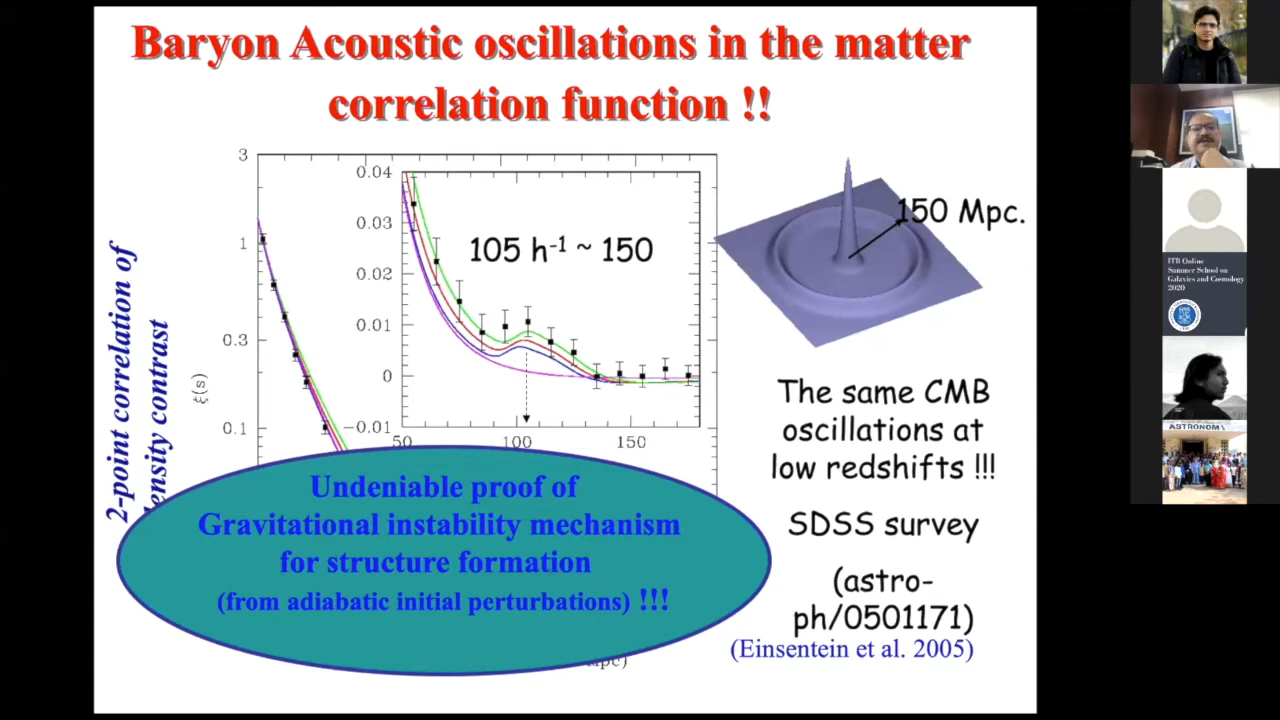 Baryon Acoustic oscillations in the matter
correlation function !!
2-point correlation of
density contrast
ξ(s)
3
1
0.3
0.1
0.04
0.03
0.02
0.01
0
−0.01
50
100
150
105 h-1 ~ 150
150 Mpc.
The same CMB
oscillations at
low redshifts !!!
SDSS survey
(astro-
ph/0501171)
(Einsentein et al. 2005)
Undeniable proof of
Gravitational instability mechanism
for structure formation
(from adiabatic initial perturbations) !!!
ITB Online
Summer School on
Galaxies and Cosmology
2020
ASTRONOMY